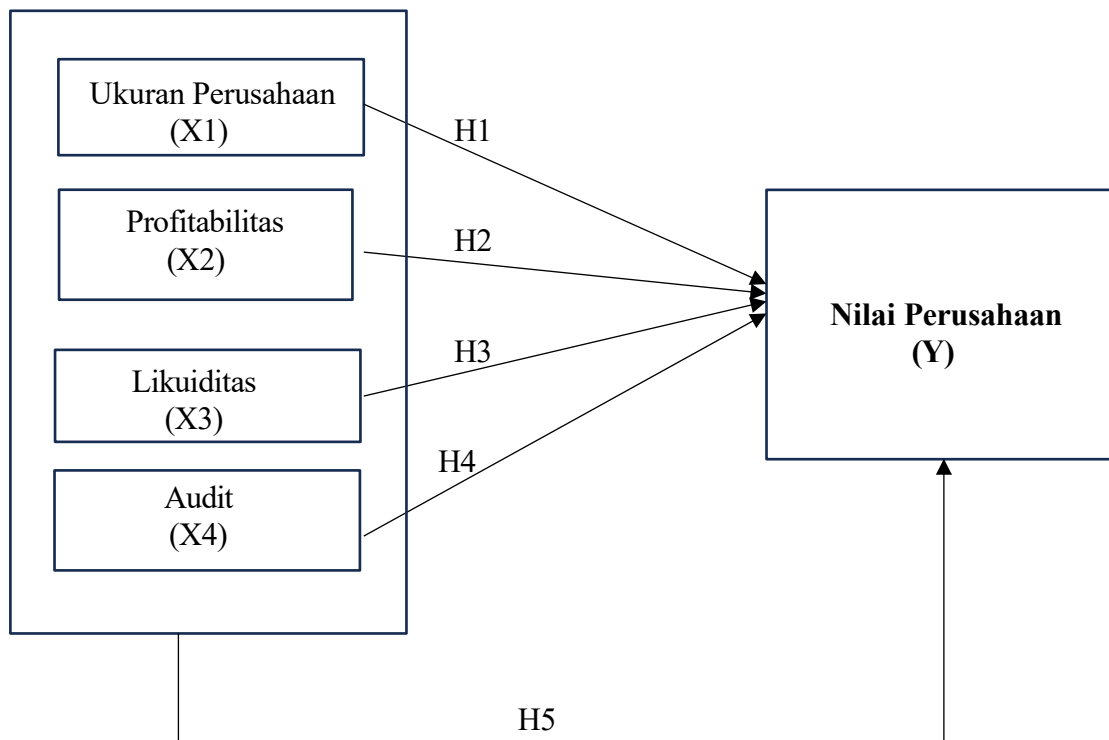 Ukuran Perusahaan
(X1)
H1
Profitabilitas
(X2)
H2
Likuiditas
(X3)
H3
Audit
(X4)
H4
Nilai Perusahaan
(Y)
H5